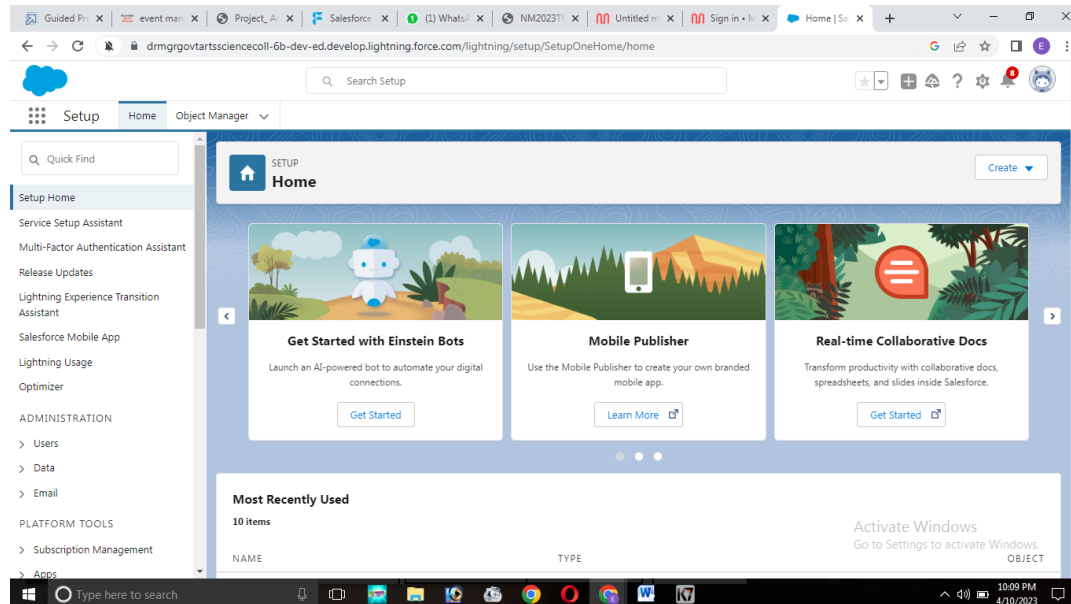 Guided Pr
event man
Project_A
Salesforce
(1) WhatsA
NM2023T
Untitled m
Sign in • M
Home | Sa
drmgrgovtartssciencecoll-6b-dev-ed.develop.lightning.force.com/lightning/setup/SetupOneHome/home
E
Search Setup
8
Setup
Home
Object Manager
Quick Find
Setup Home
Service Setup Assistant
Multi-Factor Authentication Assistant
Release Updates
Lightning Experience Transition
Assistant
Salesforce Mobile App
Lightning Usage
Optimizer
ADMINISTRATION
Users
Data
Email
PLATFORM TOOLS
Subscription Management
Apps
SETUP
Home
Create
Get Started with Einstein Bots
Launch an AI-powered bot to automate your digital
connections.
Get Started
Mobile Publisher
Use the Mobile Publisher to create your own branded
mobile app.
Learn More
Real-time Collaborative Docs
Transform productivity with collaborative docs,
spreadsheets, and slides inside Salesforce.
Get Started
Most Recently Used
10 items
NAME
TYPE
OBJECT
Activate Windows
Go to Settings to activate Windows.
Type here to search
10:09 PM
4/10/2023